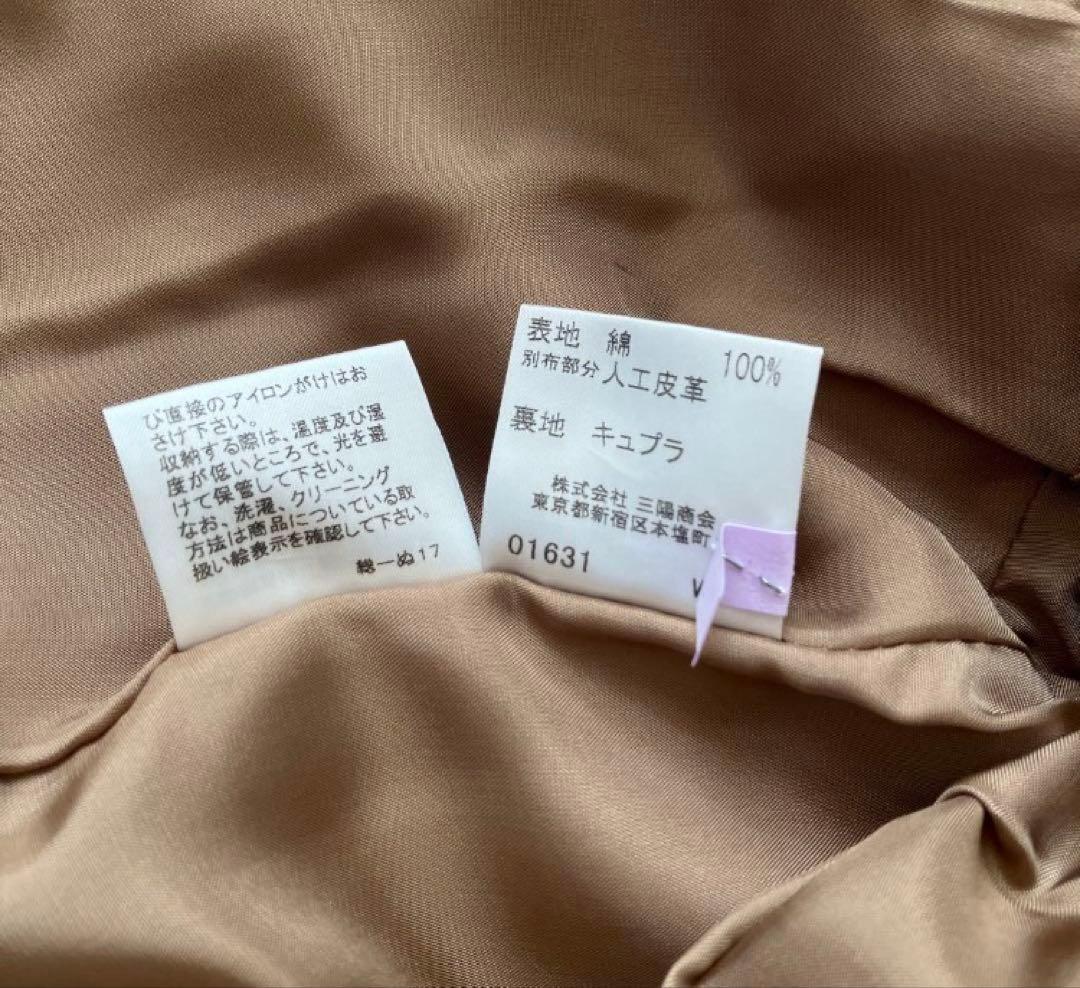 び直接のアイロンがけはお
さけ下さい。
収納する際は、温度及び湿
度が低いところで、光を避
けて保管して下さい。
なお、洗濯、クリーニング
方法は商品についている取
扱い絵表示を確認して下さい。
総ーぬ17
表地 綿 100%
別布部分 人工皮革
裏地 キュプラ
株式会社 三陽商会
東京都新宿区本塩町
01631